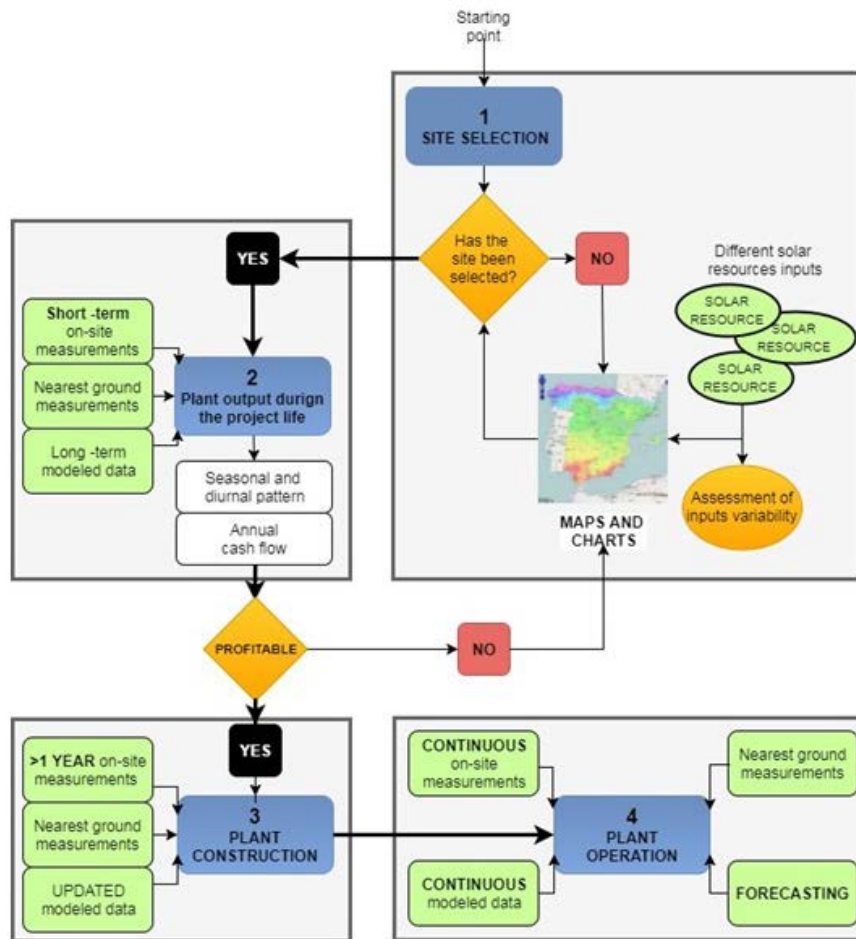 Starting
point
1
SITE SELECTION
Has the
site been
selected?
NO
Different solar
resources inputs
SOLAR
RESOURCE
SOLAR
RESOURCE
SOLAR
RESOURCE
MAPS AND
CHARTS
Assessment of
inputs variability
YES
Short -term
on-site
measurements
Nearest ground
measurements
Long -term
modeled data
2
Plant output durign
the project life
Seasonal and
diurnal pattern
Annual
cash flow
PROFITABLE
NO
YES
>1 YEAR on-site
measurements
Nearest ground
measurements
UPDATED
modeled data
3
PLANT
CONSTRUCTION
CONTINUOUS
on-site
measurements
CONTINUOUS
modeled data
4
PLANT
OPERATION
Nearest ground
measurements
FORECASTING